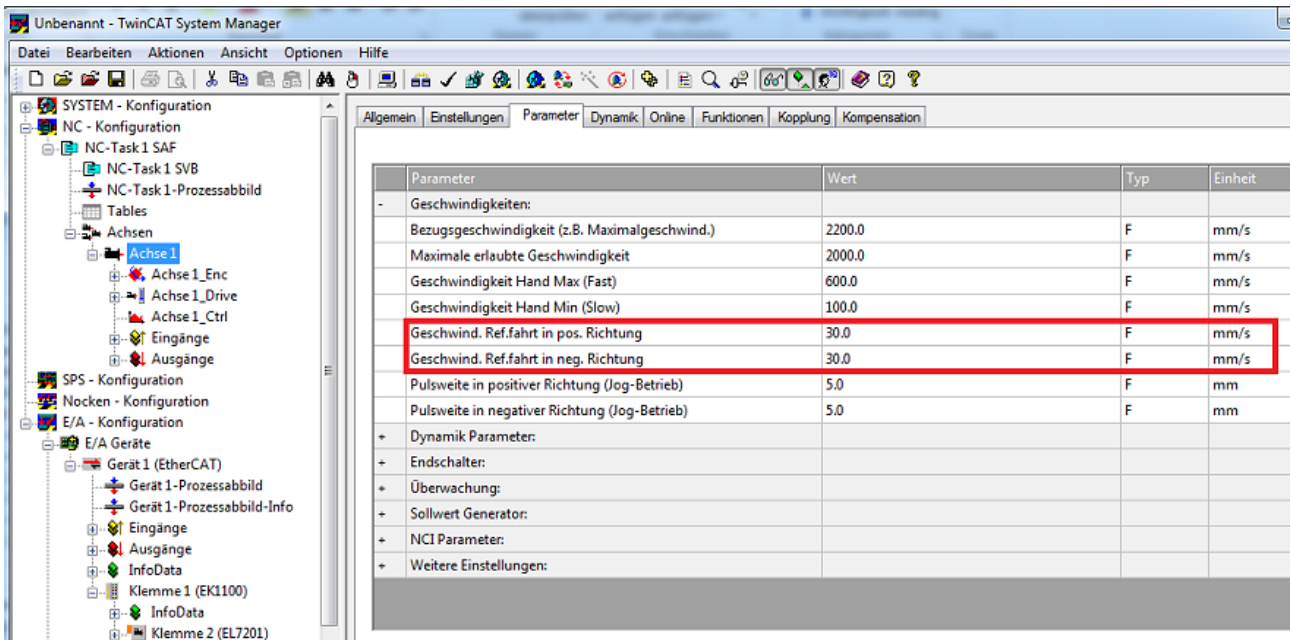 Unbenannt - TwinCAT System Manager
Datei Bearbeiten Aktionen Ansicht Optionen Hilfe
SYSTEM - Konfiguration
NC - Konfiguration
NC-Task 1 SAF
NC-Task 1 SVB
NC-Task 1-Prozessabbild
Tables
Achsen
Achse 1
Achse 1_Enc
Achse 1_Drive
Achse 1_Ctrl
Eingänge
Ausgänge
SPS - Konfiguration
Nocken - Konfiguration
E/A - Konfiguration
E/A Geräte
Gerät 1 (EtherCAT)
Gerät 1-Prozessabbild
Gerät 1-Prozessabbild-Info
Eingänge
Ausgänge
InfoData
Klemme 1 (EK1100)
InfoData
Klemme 2 (EL7201)
Allgemein Einstellungen Parameter Dynamik Online Funktionen Kopplung Kompensation
Parameter Wert Typ Einheit
- Geschwindigkeiten:
Bezugsgeschwindigkeit (z.B. Maximalgeschwind.) 2200.0 F mm/s
Maximale erlaubte Geschwindigkeit 2000.0 F mm/s
Geschwindigkeit Hand Max (Fast) 600.0 F mm/s
Geschwindigkeit Hand Min (Slow) 100.0 F mm/s
Geschwind. Ref.fahrt in pos. Richtung 30.0 F mm/s
Geschwind. Ref.fahrt in neg. Richtung 30.0 F mm/s
Pulsweite in positiver Richtung (Jog-Betrieb) 5.0 F mm
Pulsweite in negativer Richtung (Jog-Betrieb) 5.0 F mm
+ Dynamik Parameter:
+ Endschalter:
+ Überwachung:
+ Sollwert Generator:
+ NCI Parameter:
+ Weitere Einstellungen: